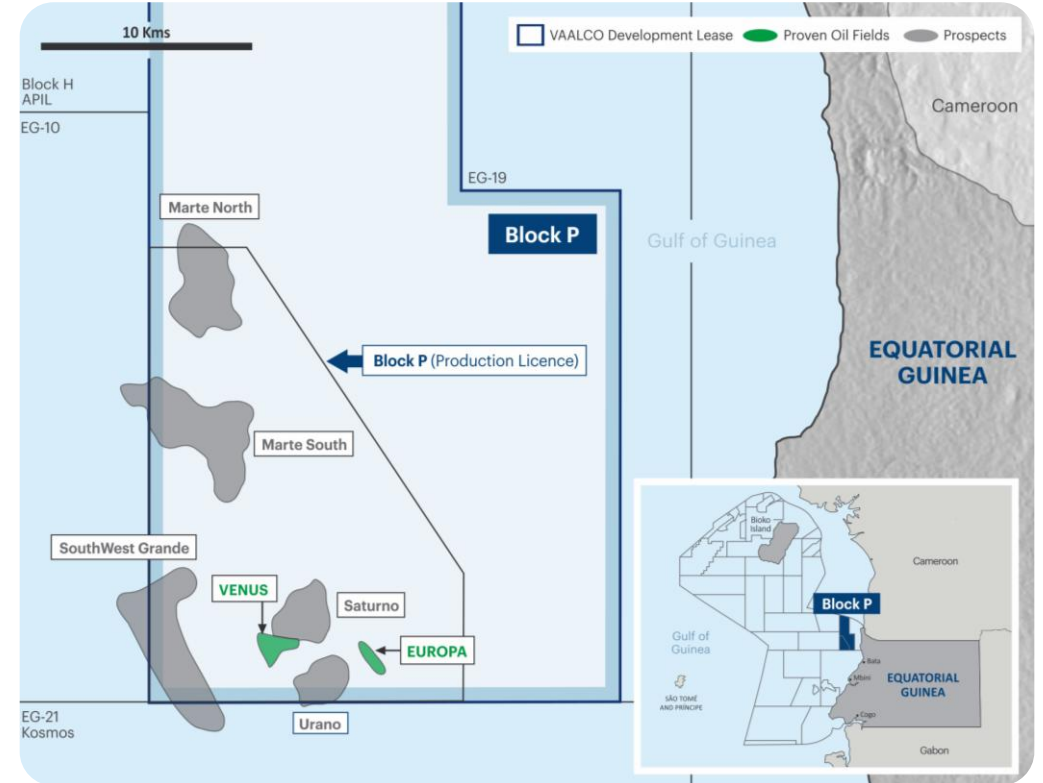 10 Kms
VAALCO Development Lease
Proven Oil Fields
Prospects
Block H
APIL
EG-10
Cameroon
EG-19
Marte North
Block P
Gulf of Guinea
Block P (Production Licence)
EQUATORIAL
GUINEA
Marte South
SouthWest Grande
VENUS
Saturno
EUROPA
Urano
EG-21
Kosmos
Bioko
Island
Cameroon
Block P
Gulf of
Guinea
Bata
Mbini
EQUATORIAL
GUINEA
SÃO TOMÉ
AND PRÍNCIPE
Cogo
Gabon